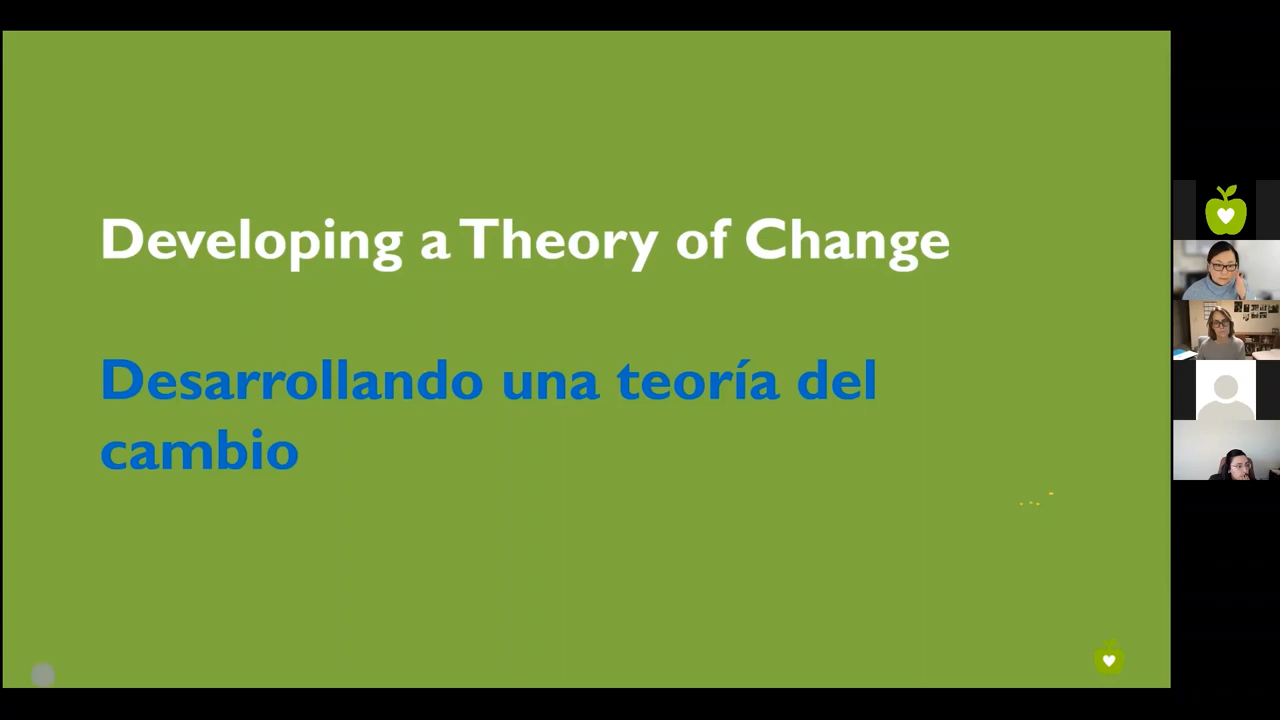 Developing a Theory of Change
Desarrollando una teoría del
cambio